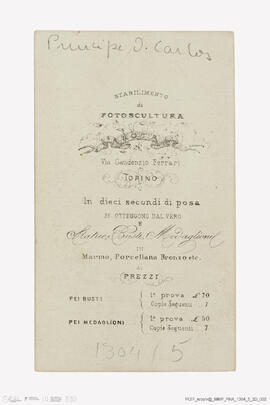 Príncipe D. Carlos
STABILIMENTO
di
FOTOSCULTURA
Via Gaudenzio Ferrari
TORINO
In dieci secondi di posa
SI OTTENGONO DAL VERO
E
Statue, Busti, Medaglioni
IN
Marmo, Porcellana Bronzo etc.
AI
PREZZI
PEI BUSTI
1ª prova £ 70
Copie Seguenti 7
PEI MEDAGLIONI
1ª prova £ 50
Copie Seguenti 7
1304/5